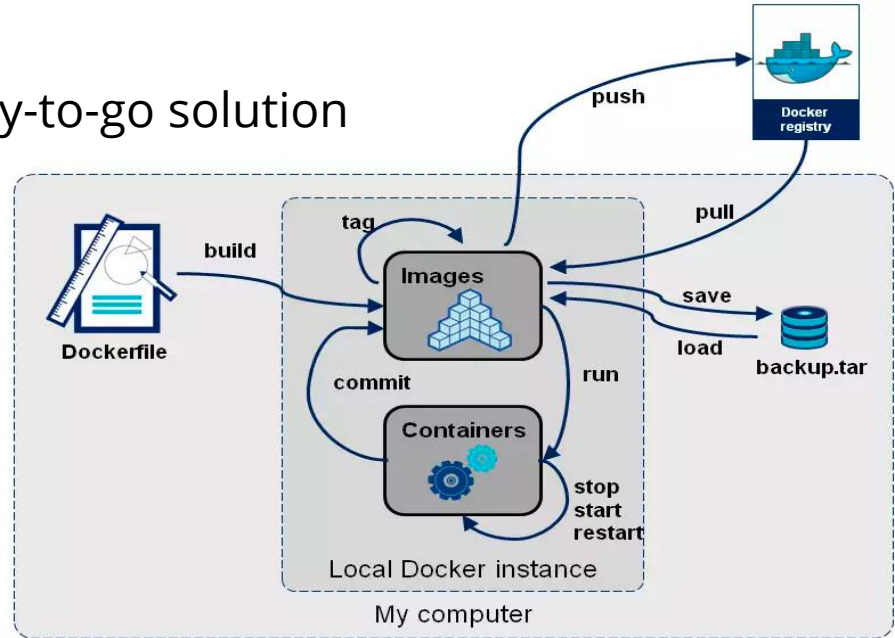 y-to-go solution
push
Docker
registry
pull
tag
build
Images
save
Dockerfile
load
backup.tar
commit
run
Containers
stop
start
restart
Local Docker instance
My computer